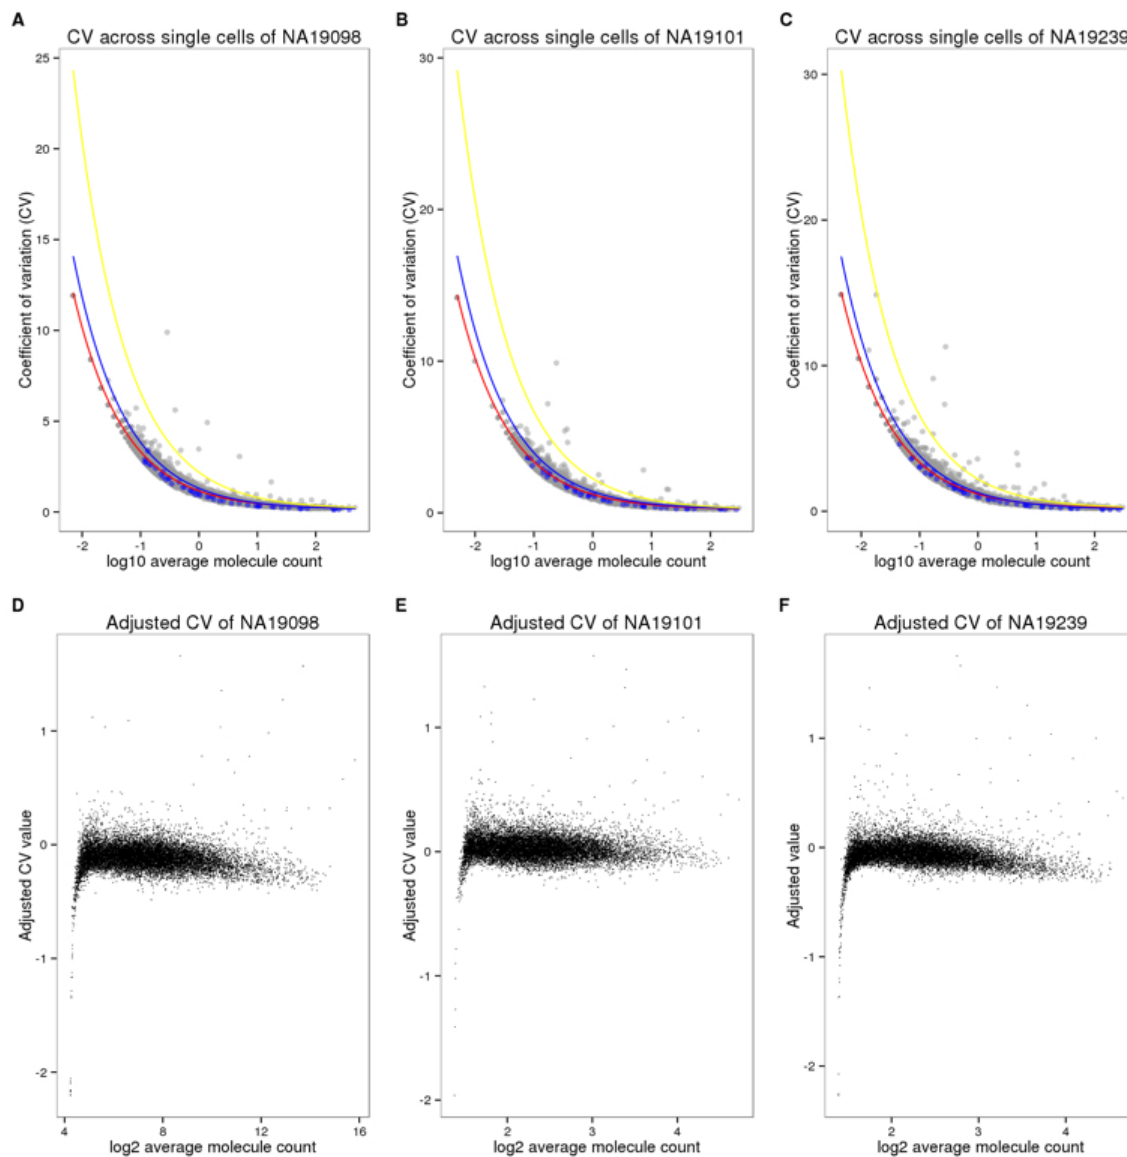 A
B
C
CV across single cells of NA19098
CV across single cells of NA19101
CV across single cells of NA19239
Coefficient of variation (CV)
25
20
15
10
5
0
-2 -1 0 1 2
log10 average molecule count
Coefficient of variation (CV)
30
20
10
0
-2 -1 0 1 2
log10 average molecule count
Coefficient of variation (CV)
30
20
10
0
-2 -1 0 1 2
log10 average molecule count
D
E
F
Adjusted CV of NA19098
Adjusted CV of NA19101
Adjusted CV of NA19239
Adjusted CV value
1
0
-1
-2
4 8 12 16
log2 average molecule count
Adjusted CV value
1
0
-1
-2
2 3 4
log2 average molecule count
Adjusted value
1
0
-1
-2
2 3 4
log2 average molecule count